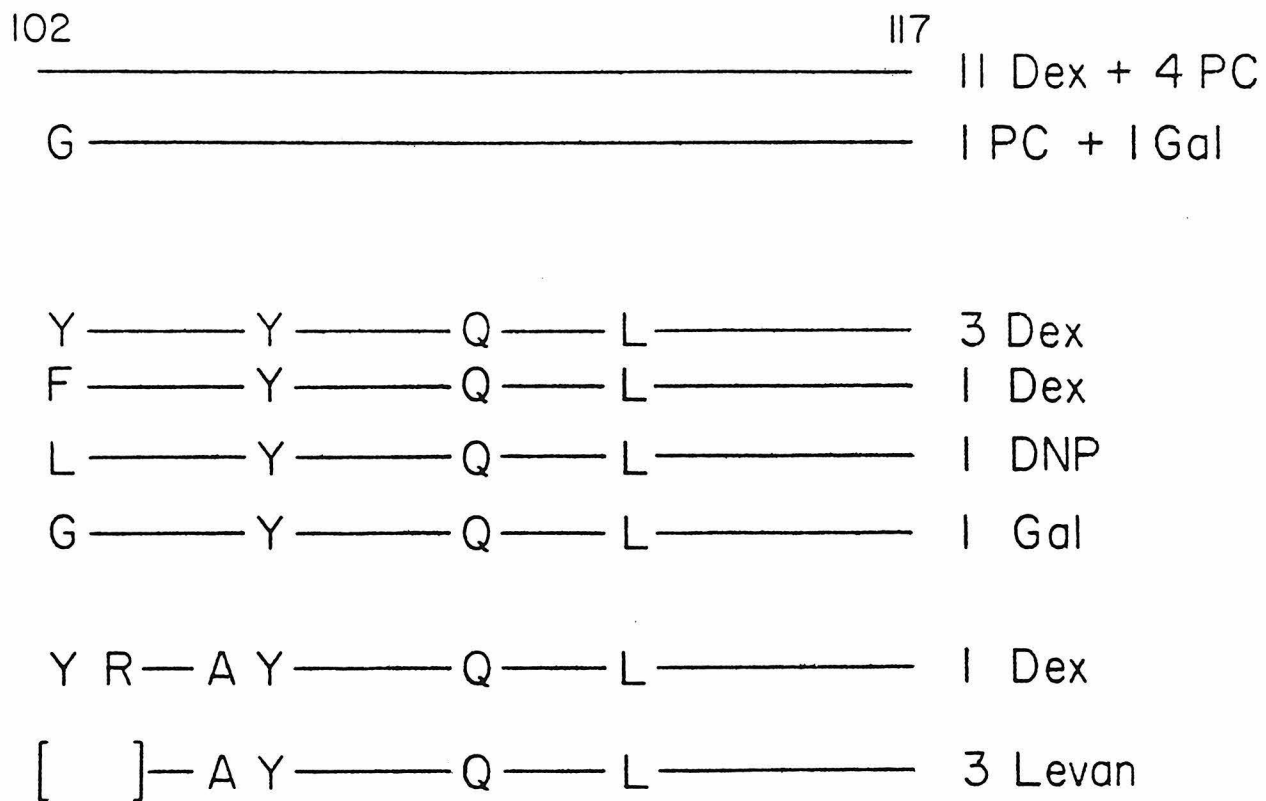 102 117
11 Dex + 4 PC
G 1 PC + 1 Gal
Y Y Q L 3 Dex
F Y Q L 1 Dex
L Y Q L 1 DNP
G Y Q L 1 Gal
Y R A Y Q L 1 Dex
[ ] A Y Q L 3 Levan